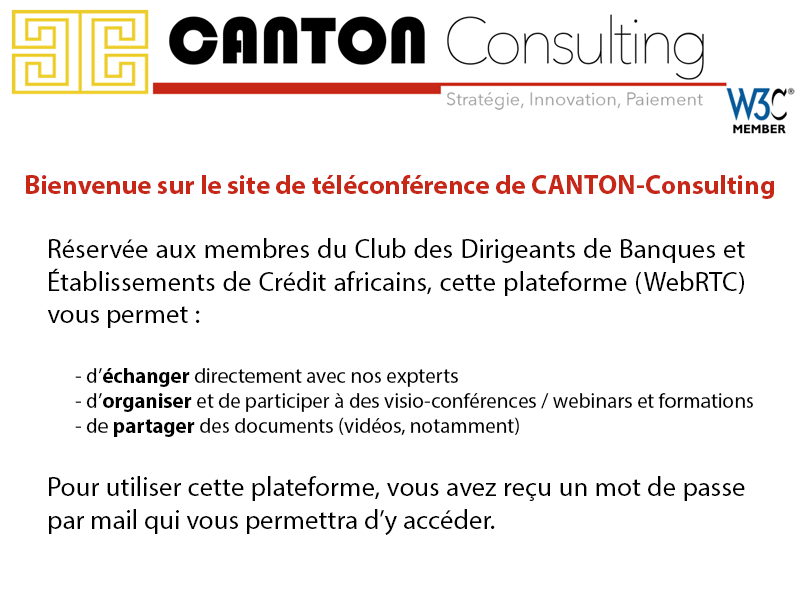 CANTON Consulting
Stratégie, Innovation, Paiement
W3C®
MEMBER
Bienvenue sur le site de téléconférence de CANTON-Consulting
Réservée aux membres du Club des Dirigeants de Banques et
Établissements de Crédit africains, cette plateforme (WebRTC)
vous permet :
- d'échanger directement avec nos expterts
- d'organiser et de participer à des visio-conférences / webinars et formations
- de partager des documents (vidéos, notamment)
Pour utiliser cette plateforme, vous avez reçu un mot de passe
par mail qui vous permettra d'y accéder.